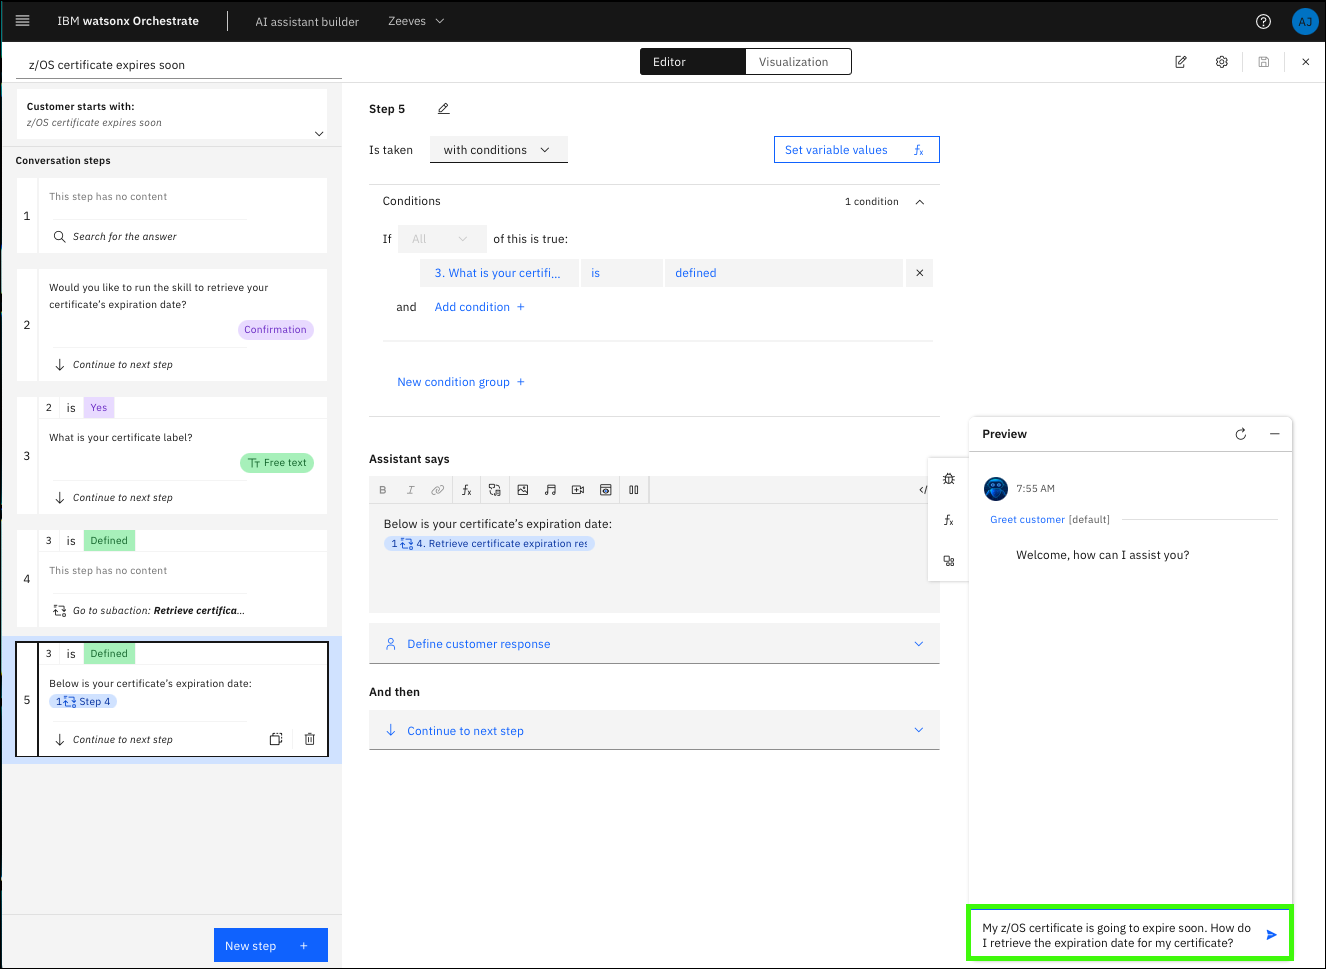 IBM watsonx Orchestrate
AI assistant builder
Zeeves
AJ
z/OS certificate expires soon
Editor
Visualization
Customer starts with:
z/OS certificate expires soon
Conversation steps
1
This step has no content
Search for the answer
2
Would you like to run the skill to retrieve your
certificate's expiration date?
Confirmation
Continue to next step
3
2 is Yes
What is your certificate label?
Free text
Continue to next step
4
3 is Defined
This step has no content
Go to subaction: Retrieve certifica...
5
3 is Defined
Below is your certificate's expiration date:
1 Step 4
Continue to next step
New step +
Step 5
Is taken with conditions
Set variable values fx
Conditions
1 condition
If All of this is true:
3. What is your certifi... is defined
and Add condition +
New condition group +
Assistant says
B I fx </
Below is your certificate's expiration date:
1 4. Retrieve certificate expiration res
Define customer response
And then
Continue to next step
fx
Preview
7:55 AM
Greet customer [default]
Welcome, how can I assist you?
My z/OS certificate is going to expire soon. How do
I retrieve the expiration date for my certificate?